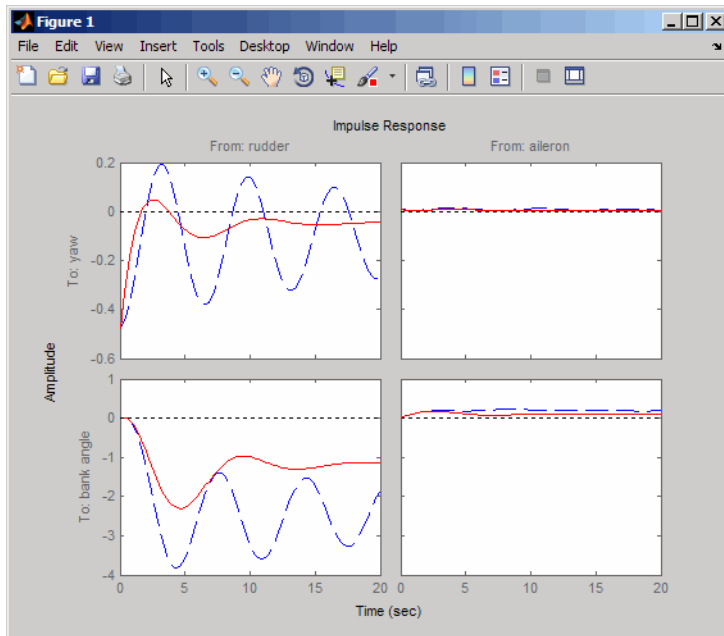 Figure 1
File Edit View Insert Tools Desktop Window Help
Impulse Response
From: rudder From: aileron
0.2
0
-0.2
-0.4
-0.6
To: yaw
Amplitude
1
0
-1
-2
-3
-4
To: bank angle
0 5 10 15 20 0 5 10 15 20
Time (sec)